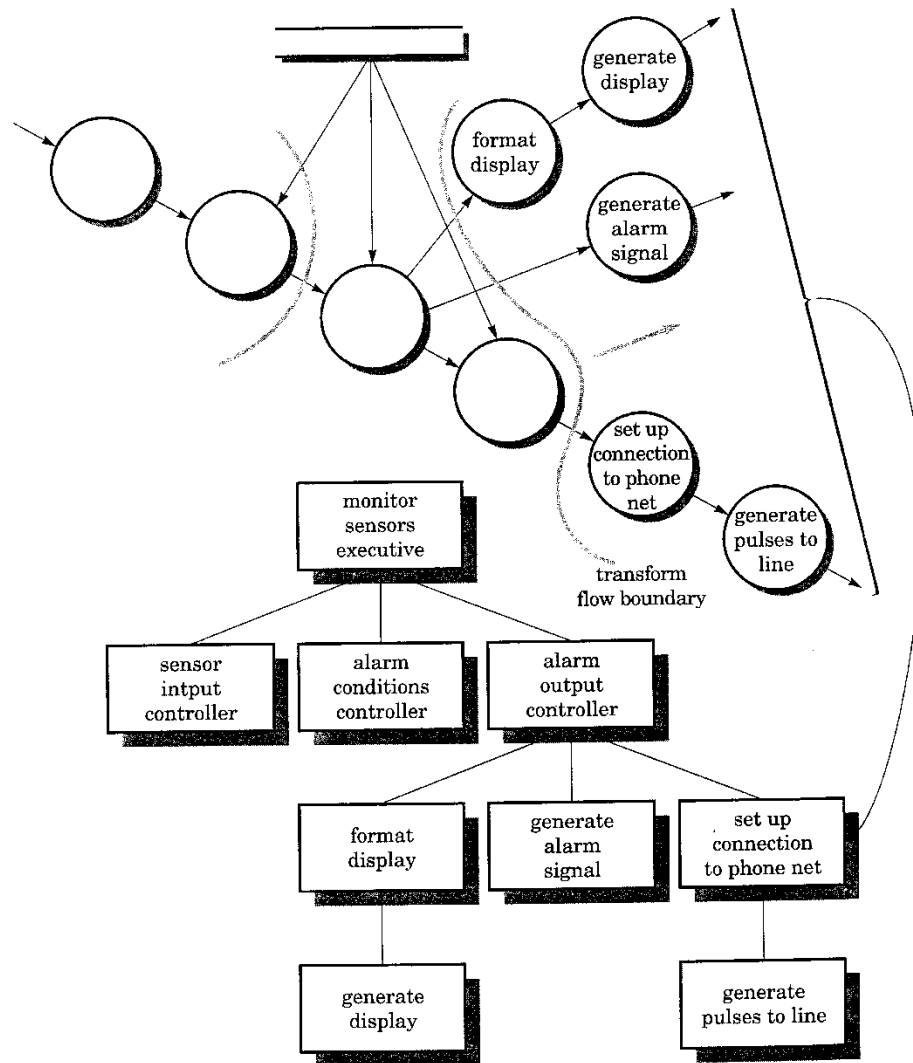 generate
display
format
display
generate
alarm
signal
set up
connection
to phone
net
generate
pulses to
line
transform
flow boundary
monitor
sensors
executive
sensor
intput
controller
alarm
conditions
controller
alarm
output
controller
format
display
generate
alarm
signal
set up
connection
to phone net
generate
display
generate
pulses to line